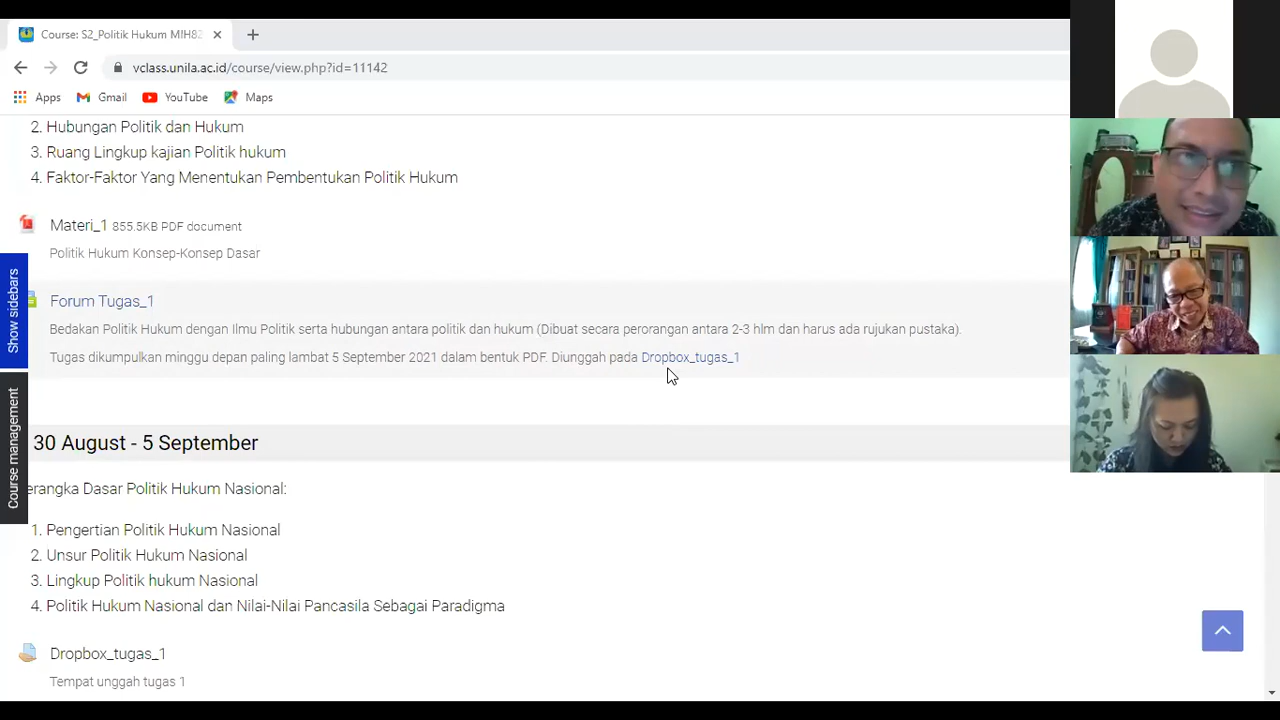 Course: S2_Politik Hukum MIH82
vclass.unila.ac.id/course/view.php?id=11142
Apps Gmail YouTube Maps
2. Hubungan Politik dan Hukum
3. Ruang Lingkup kajian Politik hukum
4. Faktor-Faktor Yang Menentukan Pembentukan Politik Hukum
Materi_1 855.5KB PDF document
Politik Hukum Konsep-Konsep Dasar
Show sidebars
Forum Tugas_1
Bedakan Politik Hukum dengan Ilmu Politik serta hubungan antara politik dan hukum (Dibuat secara perorangan antara 2-3 hlm dan harus ada rujukan pustaka).
Tugas dikumpulkan minggu depan paling lambat 5 September 2021 dalam bentuk PDF. Diunggah pada Dropbox_tugas_1
Course management
30 August - 5 September
erangka Dasar Politik Hukum Nasional:
1. Pengertian Politik Hukum Nasional
2. Unsur Politik Hukum Nasional
3. Lingkup Politik hukum Nasional
4. Politik Hukum Nasional dan Nilai-Nilai Pancasila Sebagai Paradigma
Dropbox_tugas_1
Tempat unggah tugas 1